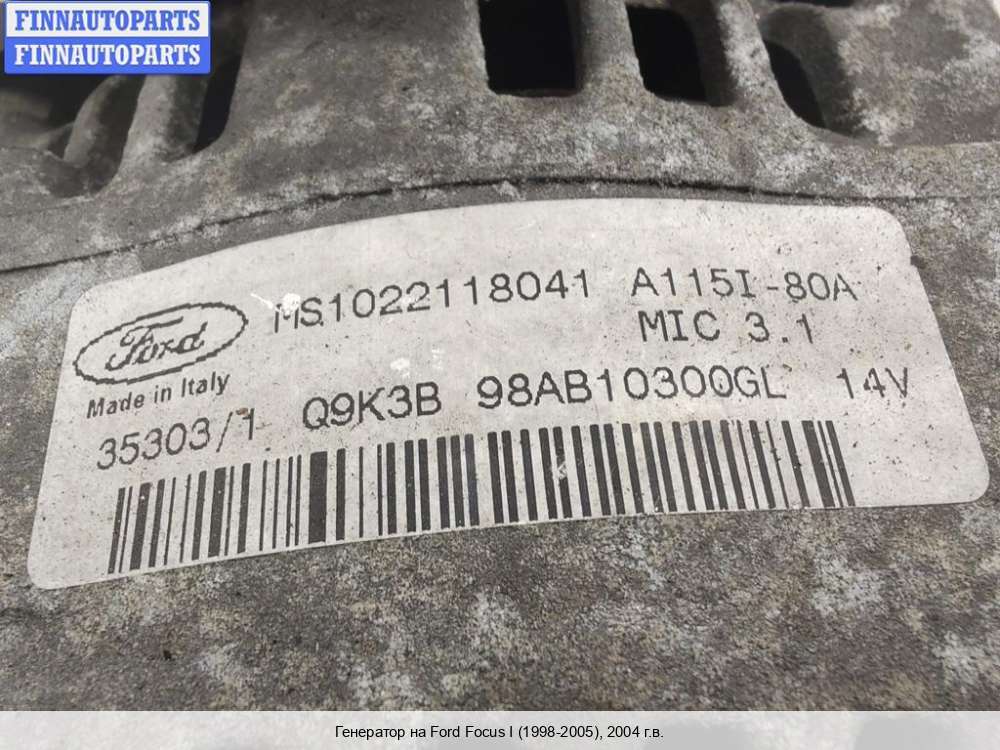 FINNAUTOPARTS
FINNAUTOPARTS
Ford
Made in Italy
MS1022118041 A115I-80A
MIC 3.1
35303/1 Q9K3B 98AB10300GL 14V
Генератор на Ford Focus I (1998-2005), 2004 г.в.